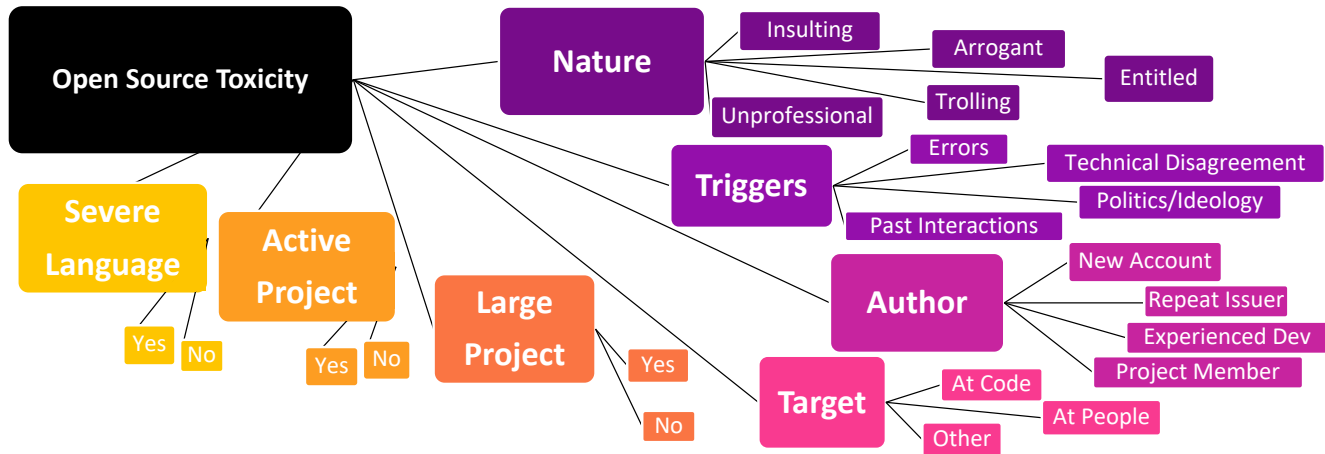 Open Source Toxicity
Nature
Insulting
Arrogant
Entitled
Trolling
Unprofessional
Triggers
Errors
Technical Disagreement
Politics/Ideology
Past Interactions
Author
New Account
Repeat Issuer
Experienced Dev
Project Member
Target
At Code
At People
Other
Large
Project
Yes
No
Active
Project
Yes
No
Severe
Language
Yes
No